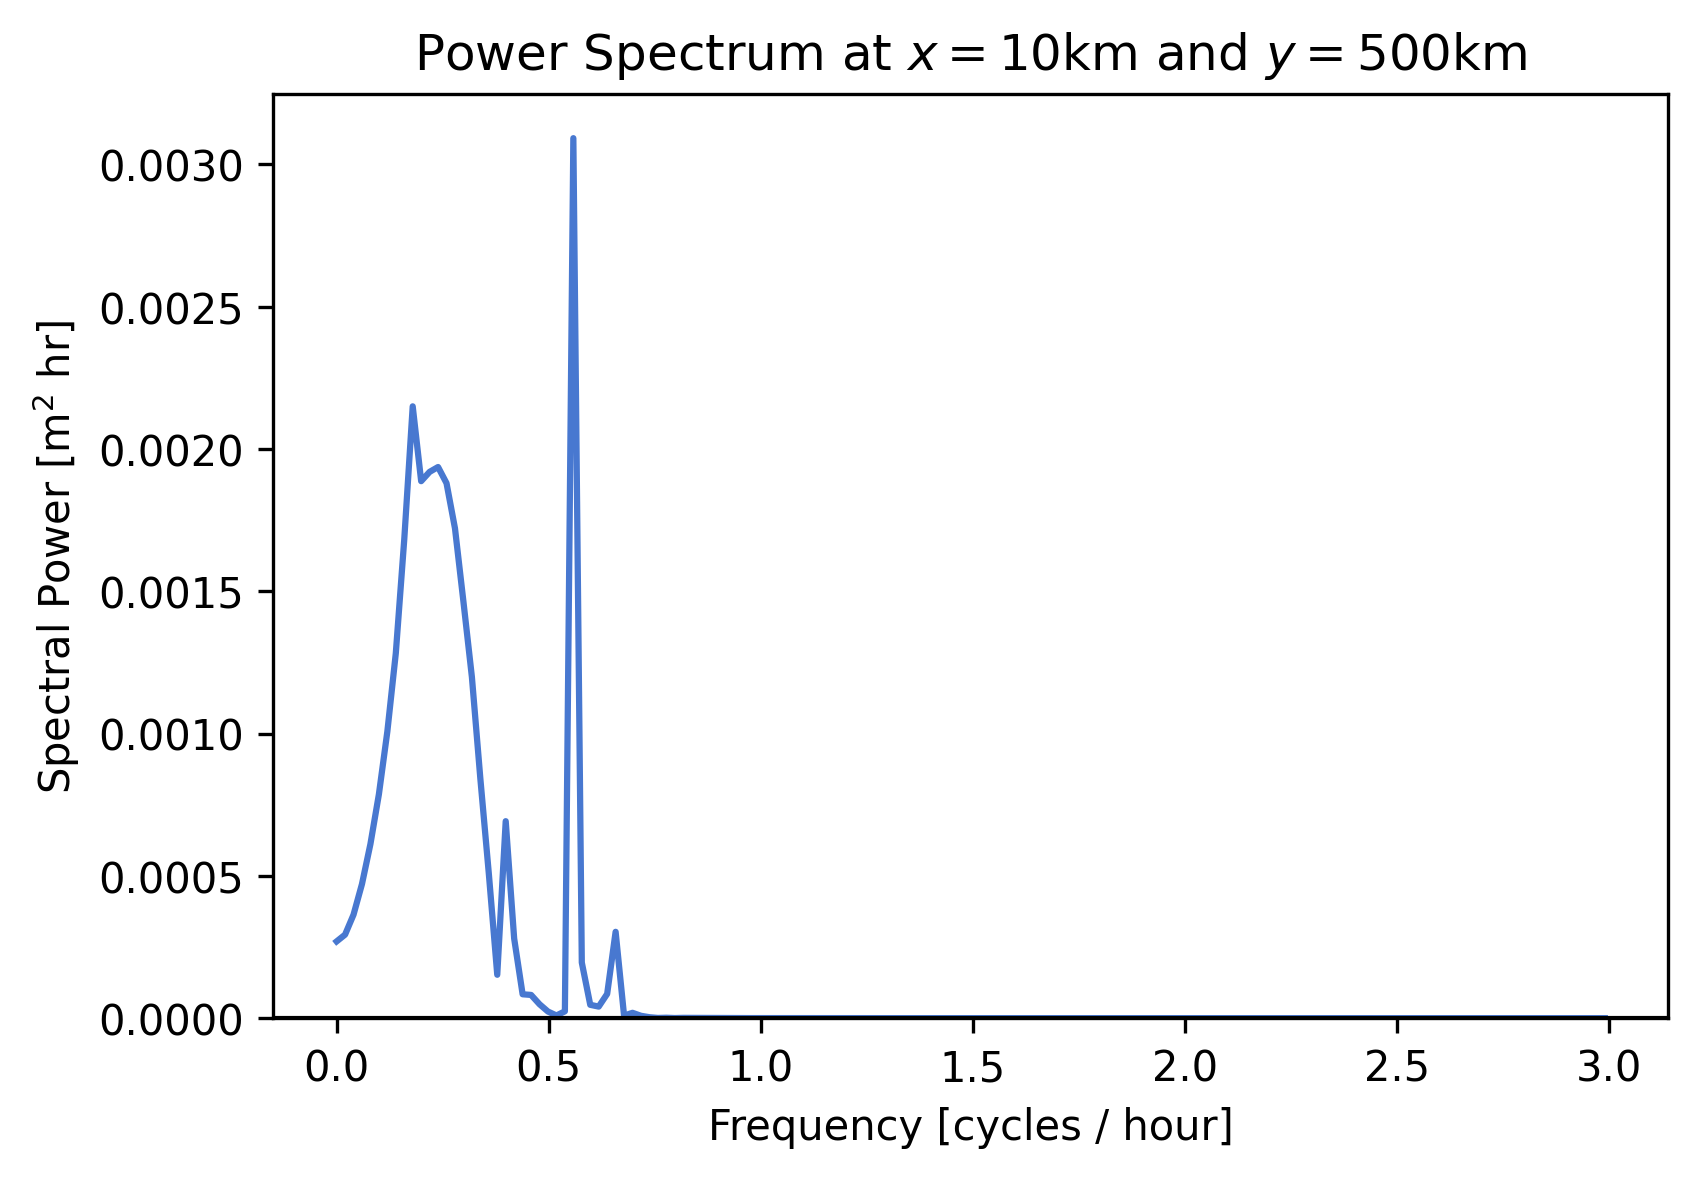 Power Spectrum at x = 10km and y = 500km
Spectral Power [m² hr]
0.0030
0.0025
0.0020
0.0015
0.0010
0.0005
0.0000
0.0 0.5 1.0 1.5 2.0 2.5 3.0
Frequency [cycles / hour]